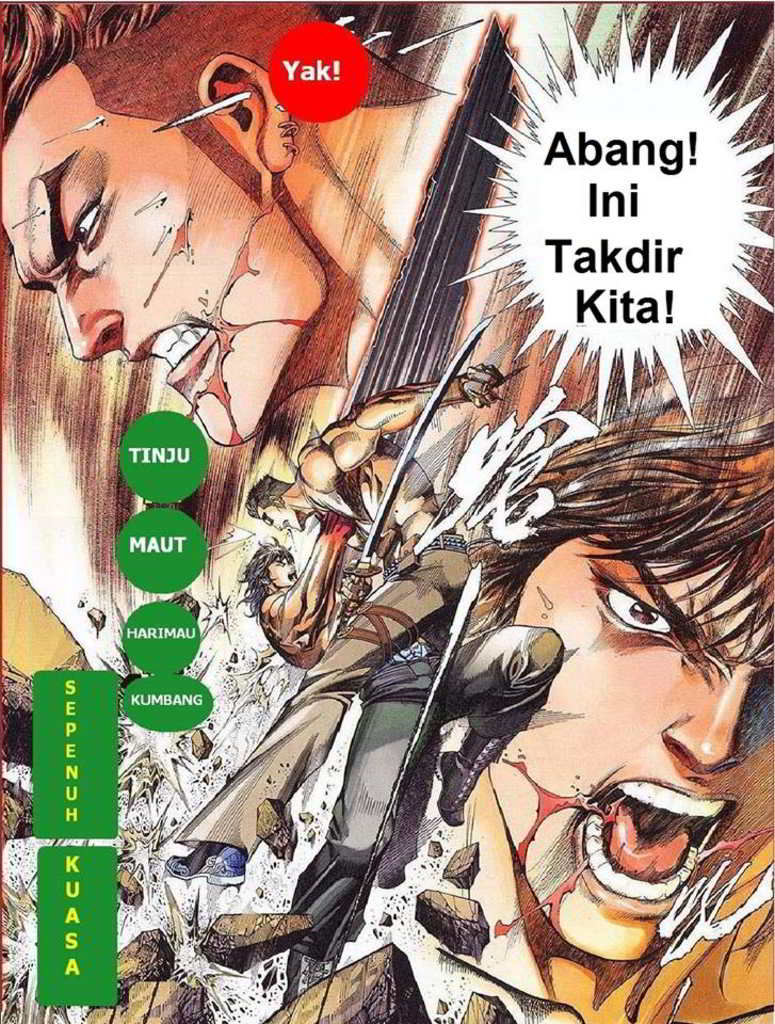 Yak!
Abang!
Ini
Takdir
Kita!
TINJU
MAUT
HARIMAU
KUMBANG
SEPENUH
KUASA